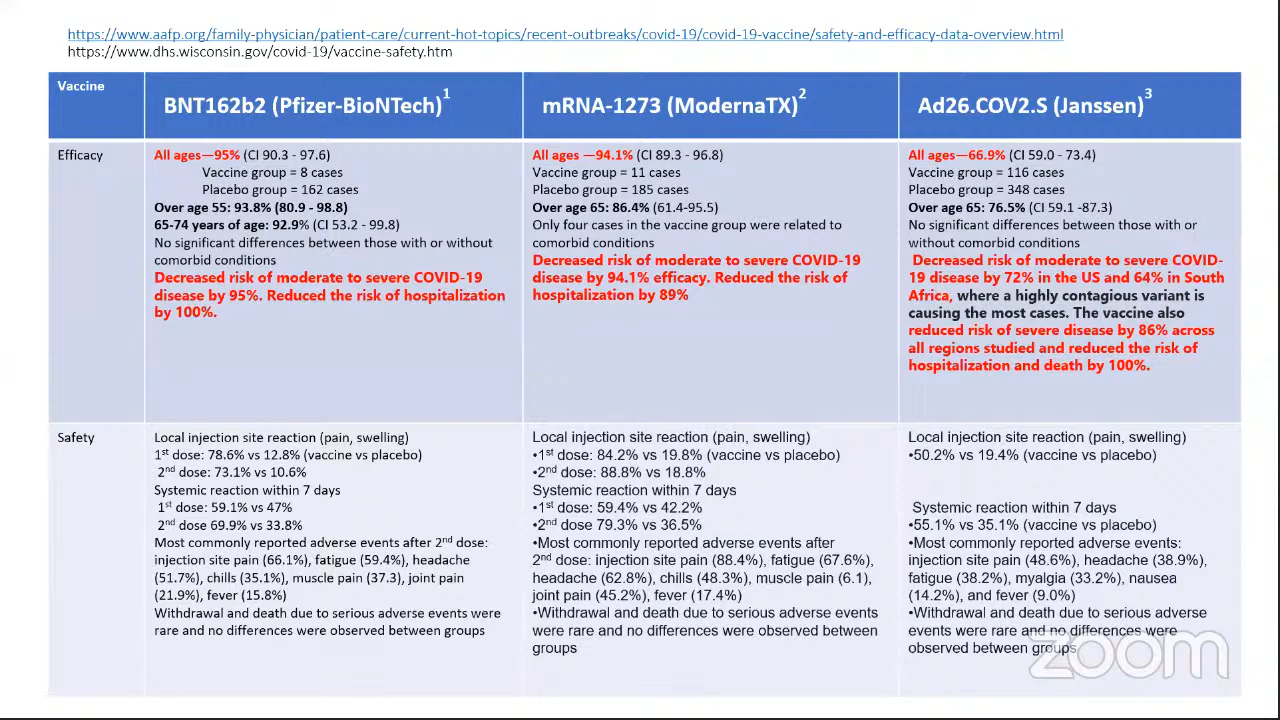 https://www.aafp.org/family-physician/patient-care/current-hot-topics/recent-outbreaks/covid-19/covid-19-vaccine/safety-and-efficacy-data-overview.html
https://www.dhs.wisconsin.gov/covid-19/vaccine-safety.htm
Vaccine
BNT162b2 (Pfizer-BioNTech)1
mRNA-1273 (ModernaTX)2
Ad26.COV2.S (Janssen)3
Efficacy
All ages—95% (CI 90.3 - 97.6)
Vaccine group = 8 cases
Placebo group = 162 cases
Over age 55: 93.8% (80.9 - 98.8)
65-74 years of age: 92.9% (CI 53.2 - 99.8)
No significant differences between those with or without
comorbid conditions
Decreased risk of moderate to severe COVID-19
disease by 95%. Reduced the risk of hospitalization
by 100%.
All ages —94.1% (CI 89.3 - 96.8)
Vaccine group = 11 cases
Placebo group = 185 cases
Over age 65: 86.4% (61.4-95.5)
Only four cases in the vaccine group were related to
comorbid conditions
Decreased risk of moderate to severe COVID-19
disease by 94.1% efficacy. Reduced the risk of
hospitalization by 89%
All ages—66.9% (CI 59.0 - 73.4)
Vaccine group = 116 cases
Placebo group = 348 cases
Over age 65: 76.5% (CI 59.1 -87.3)
No significant differences between those with or
without comorbid conditions
Decreased risk of moderate to severe COVID-
19 disease by 72% in the US and 64% in South
Africa, where a highly contagious variant is
causing the most cases. The vaccine also
reduced risk of severe disease by 86% across
all regions studied and reduced the risk of
hospitalization and death by 100%.
Safety
Local injection site reaction (pain, swelling)
1st dose: 78.6% vs 12.8% (vaccine vs placebo)
2nd dose: 73.1% vs 10.6%
Systemic reaction within 7 days
1st dose: 59.1% vs 47%
2nd dose 69.9% vs 33.8%
Most commonly reported adverse events after 2nd dose:
injection site pain (66.1%), fatigue (59.4%), headache
(51.7%), chills (35.1%), muscle pain (37.3), joint pain
(21.9%), fever (15.8%)
Withdrawal and death due to serious adverse events were
rare and no differences were observed between groups
Local injection site reaction (pain, swelling)
•1st dose: 84.2% vs 19.8% (vaccine vs placebo)
•2nd dose: 88.8% vs 18.8%
Systemic reaction within 7 days
•1st dose: 59.4% vs 42.2%
•2nd dose 79.3% vs 36.5%
•Most commonly reported adverse events after
2nd dose: injection site pain (88.4%), fatigue (67.6%),
headache (62.8%), chills (48.3%), muscle pain (6.1),
joint pain (45.2%), fever (17.4%)
•Withdrawal and death due to serious adverse events
were rare and no differences were observed between
groups
Local injection site reaction (pain, swelling)
•50.2% vs 19.4% (vaccine vs placebo)
Systemic reaction within 7 days
•55.1% vs 35.1% (vaccine vs placebo)
•Most commonly reported adverse events:
injection site pain (48.6%), headache (38.9%),
fatigue (38.2%), myalgia (33.2%), nausea
(14.2%), and fever (9.0%)
•Withdrawal and death due to serious adverse
events were rare and no differences were
observed between groups
zoom